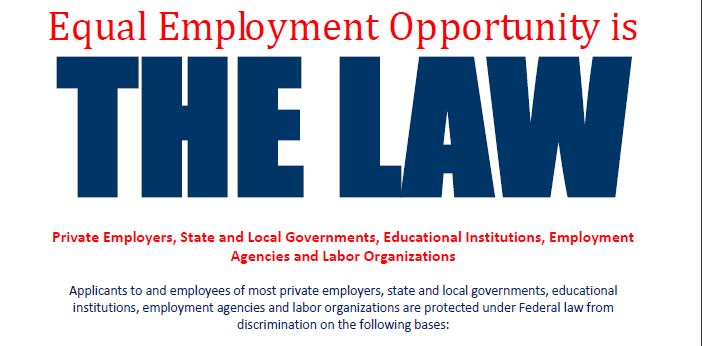 Equal Employment Opportunity is
THE LAW
Private Employers, State and Local Governments, Educational Institutions, Employment
Agencies and Labor Organizations
Applicants to and employees of most private employers, state and local governments, educational
institutions, employment agencies and labor organizations are protected under Federal law from
discrimination on the following bases: